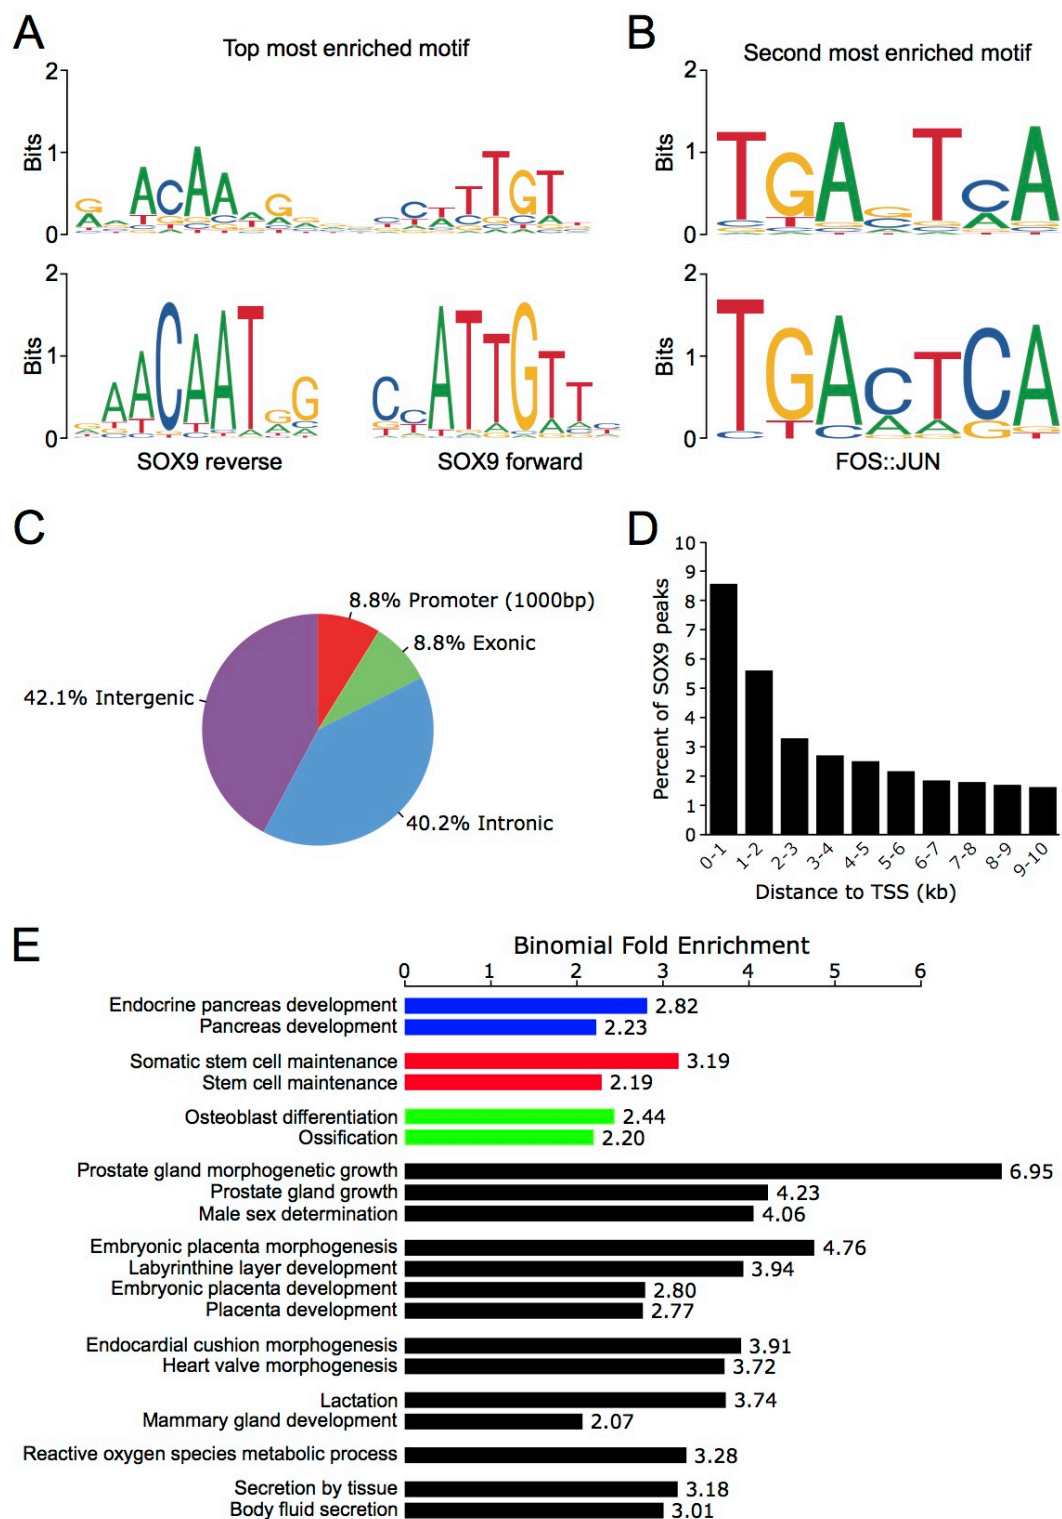 A
Top most enriched motif
2
1
0
Bits
2
1
0
Bits
SOX9 reverse
SOX9 forward
B
Second most enriched motif
2
1
0
Bits
TGA
T
CA
2
1
0
Bits
TGACTCA
FOS::JUN
C
8.8% Promoter (1000bp)
8.8% Exonic
42.1% Intergenic
40.2% Intronic
D
10
9
8
7
6
5
4
3
2
1
0
Percent of SOX9 peaks
0-1
1-2
2-3
3-4
4-5
5-6
6-7
7-8
8-9
9-10
Distance to TSS (kb)
E
Binomial Fold Enrichment
0 1 2 3 4 5 6
Endocrine pancreas development 2.82
Pancreas development 2.23
Somatic stem cell maintenance 3.19
Stem cell maintenance 2.19
Osteoblast differentiation 2.44
Ossification 2.20
Prostate gland morphogenetic growth 6.95
Prostate gland growth 4.23
Male sex determination 4.06
Embryonic placenta morphogenesis 4.76
Labyrinthine layer development 3.94
Embryonic placenta development 2.80
Placenta development 2.77
Endocardial cushion morphogenesis 3.91
Heart valve morphogenesis 3.72
Lactation 3.74
Mammary gland development 2.07
Reactive oxygen species metabolic process 3.28
Secretion by tissue 3.18
Body fluid secretion 3.01